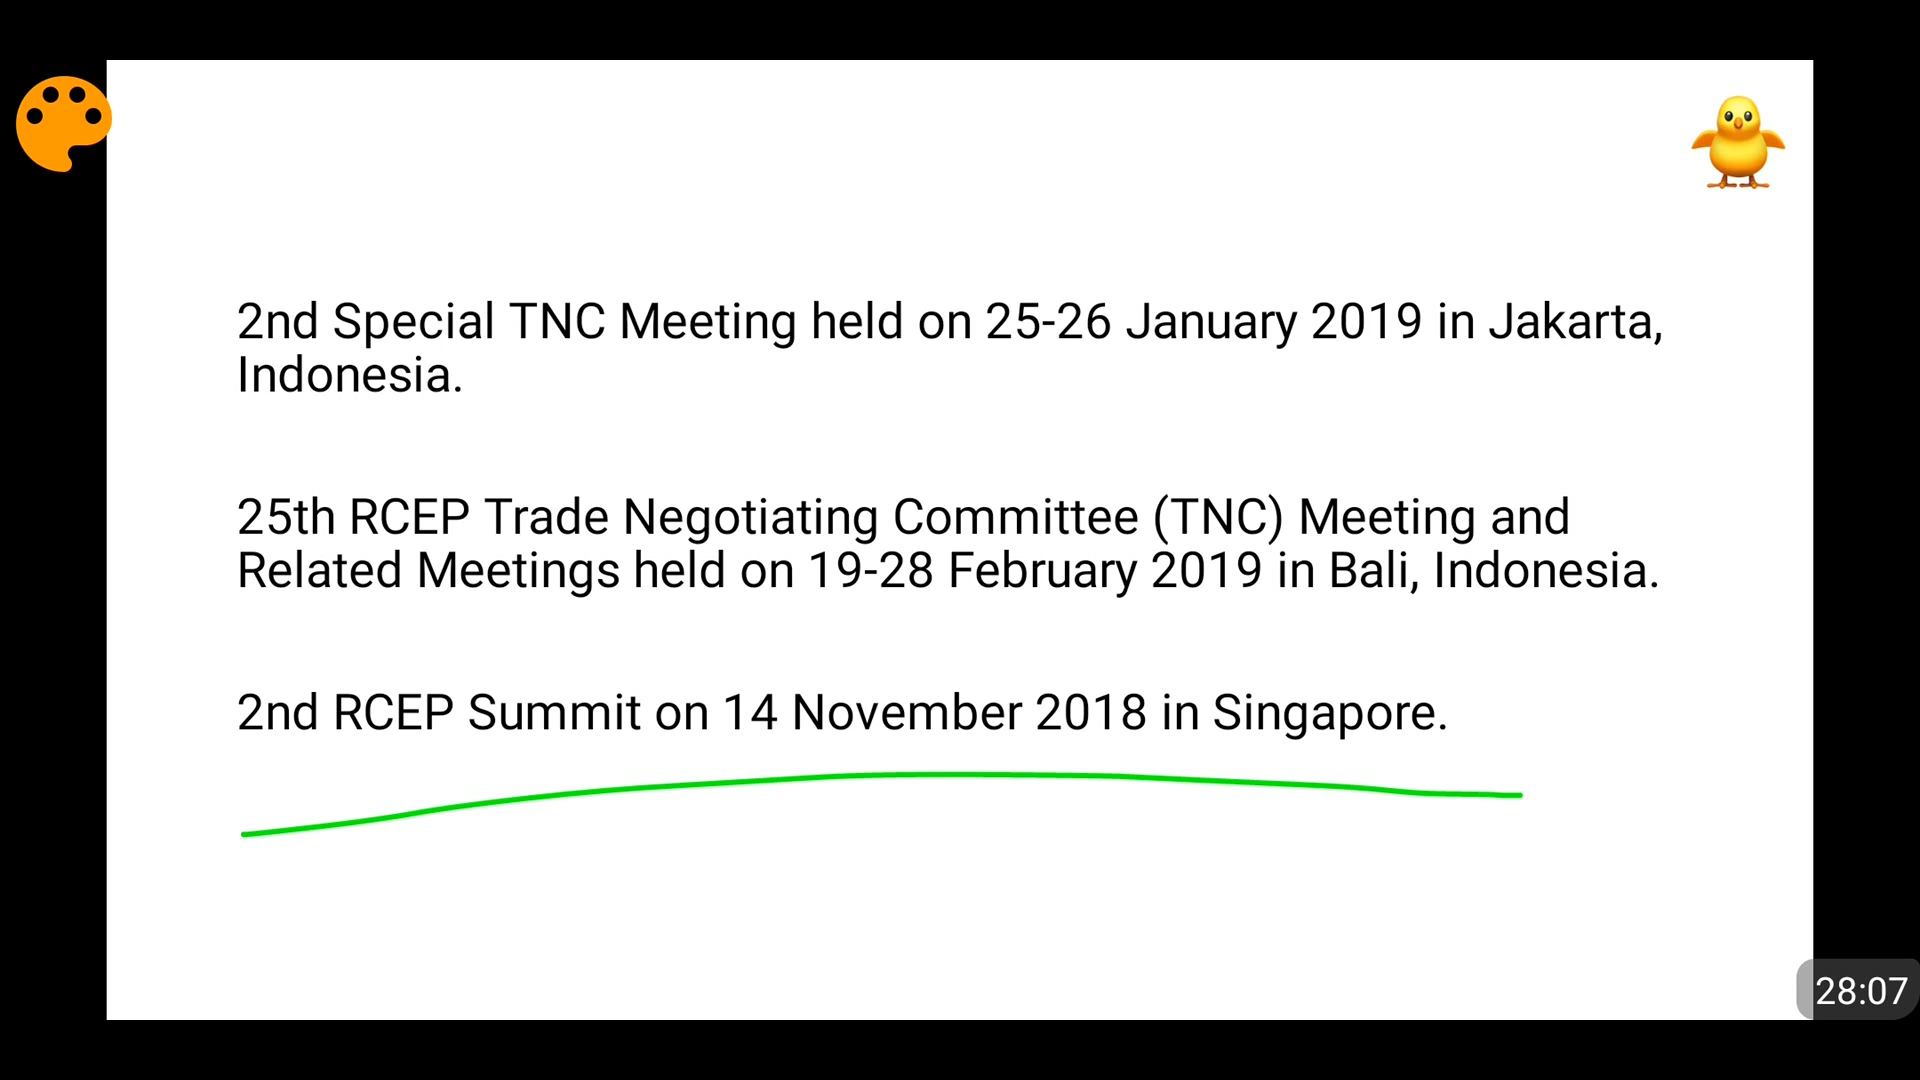 2nd Special TNC Meeting held on 25-26 January 2019 in Jakarta,
Indonesia.
25th RCEP Trade Negotiating Committee (TNC) Meeting and
Related Meetings held on 19-28 February 2019 in Bali, Indonesia.
2nd RCEP Summit on 14 November 2018 in Singapore.
28:07